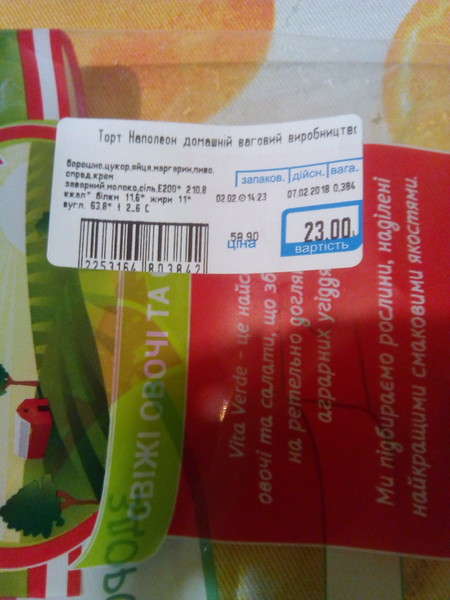 Торт Наполеон домашній ваговий виробництво
борошно,цукор,яйця,маргарин,пиво,
спред,крем
заварний,молоко,сіль,Е200* 210.8
ккал* білки 11.6* жири 11*
вугл. 63.8* t 2..6 C
запаков. дійсн. вага.
02.02 14:23 07.02.2018 0,384
59.90 23.00
ціна вартість
2253164 803842
СВІЖІ ОВОЧІ ТА
ЗДОРО
Vita Verde - це найс
овочі та салати, що зб
на ретельно догля
аграрних угіддя
Ми підбираємо рослини, наділені
найкращими смаковими якостями.